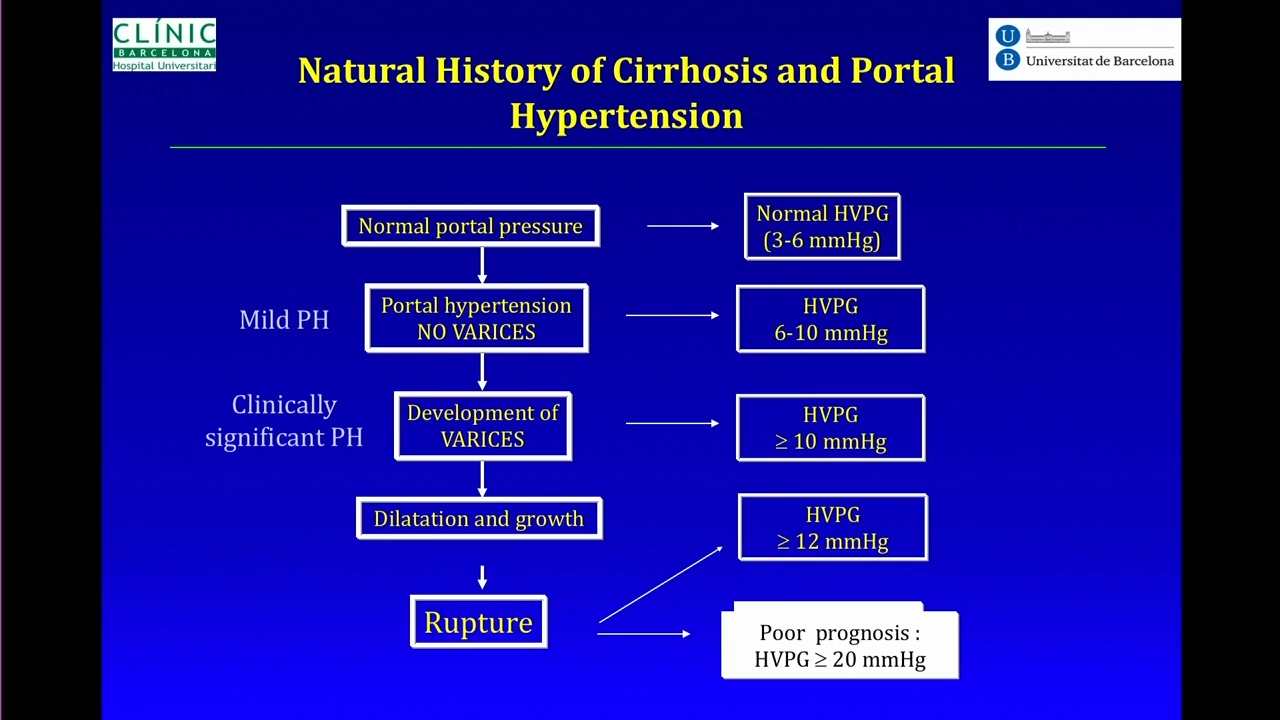 CLÍNIC
BARCELONA
Hospital Universitari
U
B
Universitat de Barcelona
Natural History of Cirrhosis and Portal
Hypertension
Normal portal pressure
Normal HVPG
(3-6 mmHg)
Mild PH
Portal hypertension
NO VARICES
HVPG
6-10 mmHg
Clinically
significant PH
Development of
VARICES
HVPG
≥ 10 mmHg
Dilatation and growth
HVPG
≥ 12 mmHg
Rupture
Poor prognosis :
HVPG ≥ 20 mmHg